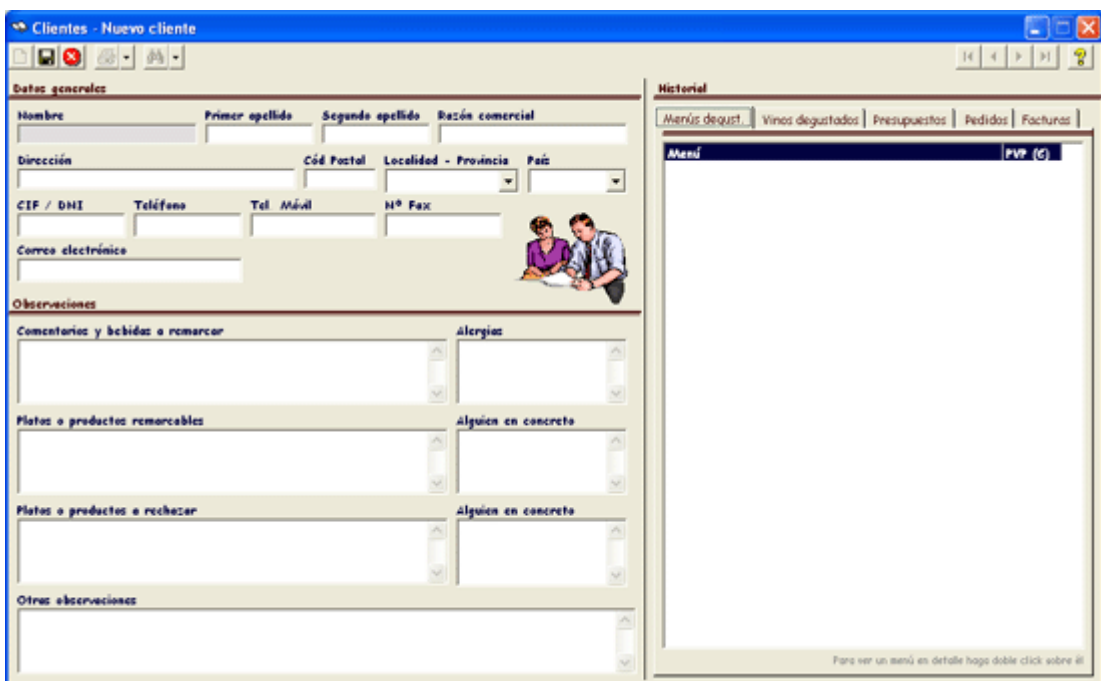 Clientes - Nuevo cliente
Datos generales
Nombre Primer apellido Segundo apellido Razón comercial
Dirección Cód Postal Localidad - Provincia País
CIF / DNI Teléfono Tel. Móvil Nº Fax
Correo electrónico
Observaciones
Comentarios y bebidas a remarcar Alergias
Platos o productos remarcables Alguien en concreto
Platos o productos a rechazar Alguien en concreto
Otras observaciones
Historial
Menús degust. Vinos degustados Presupuestos Pedidos Facturas
Menú PVP (€)
Para ver un menú en detalle haga doble click sobre él